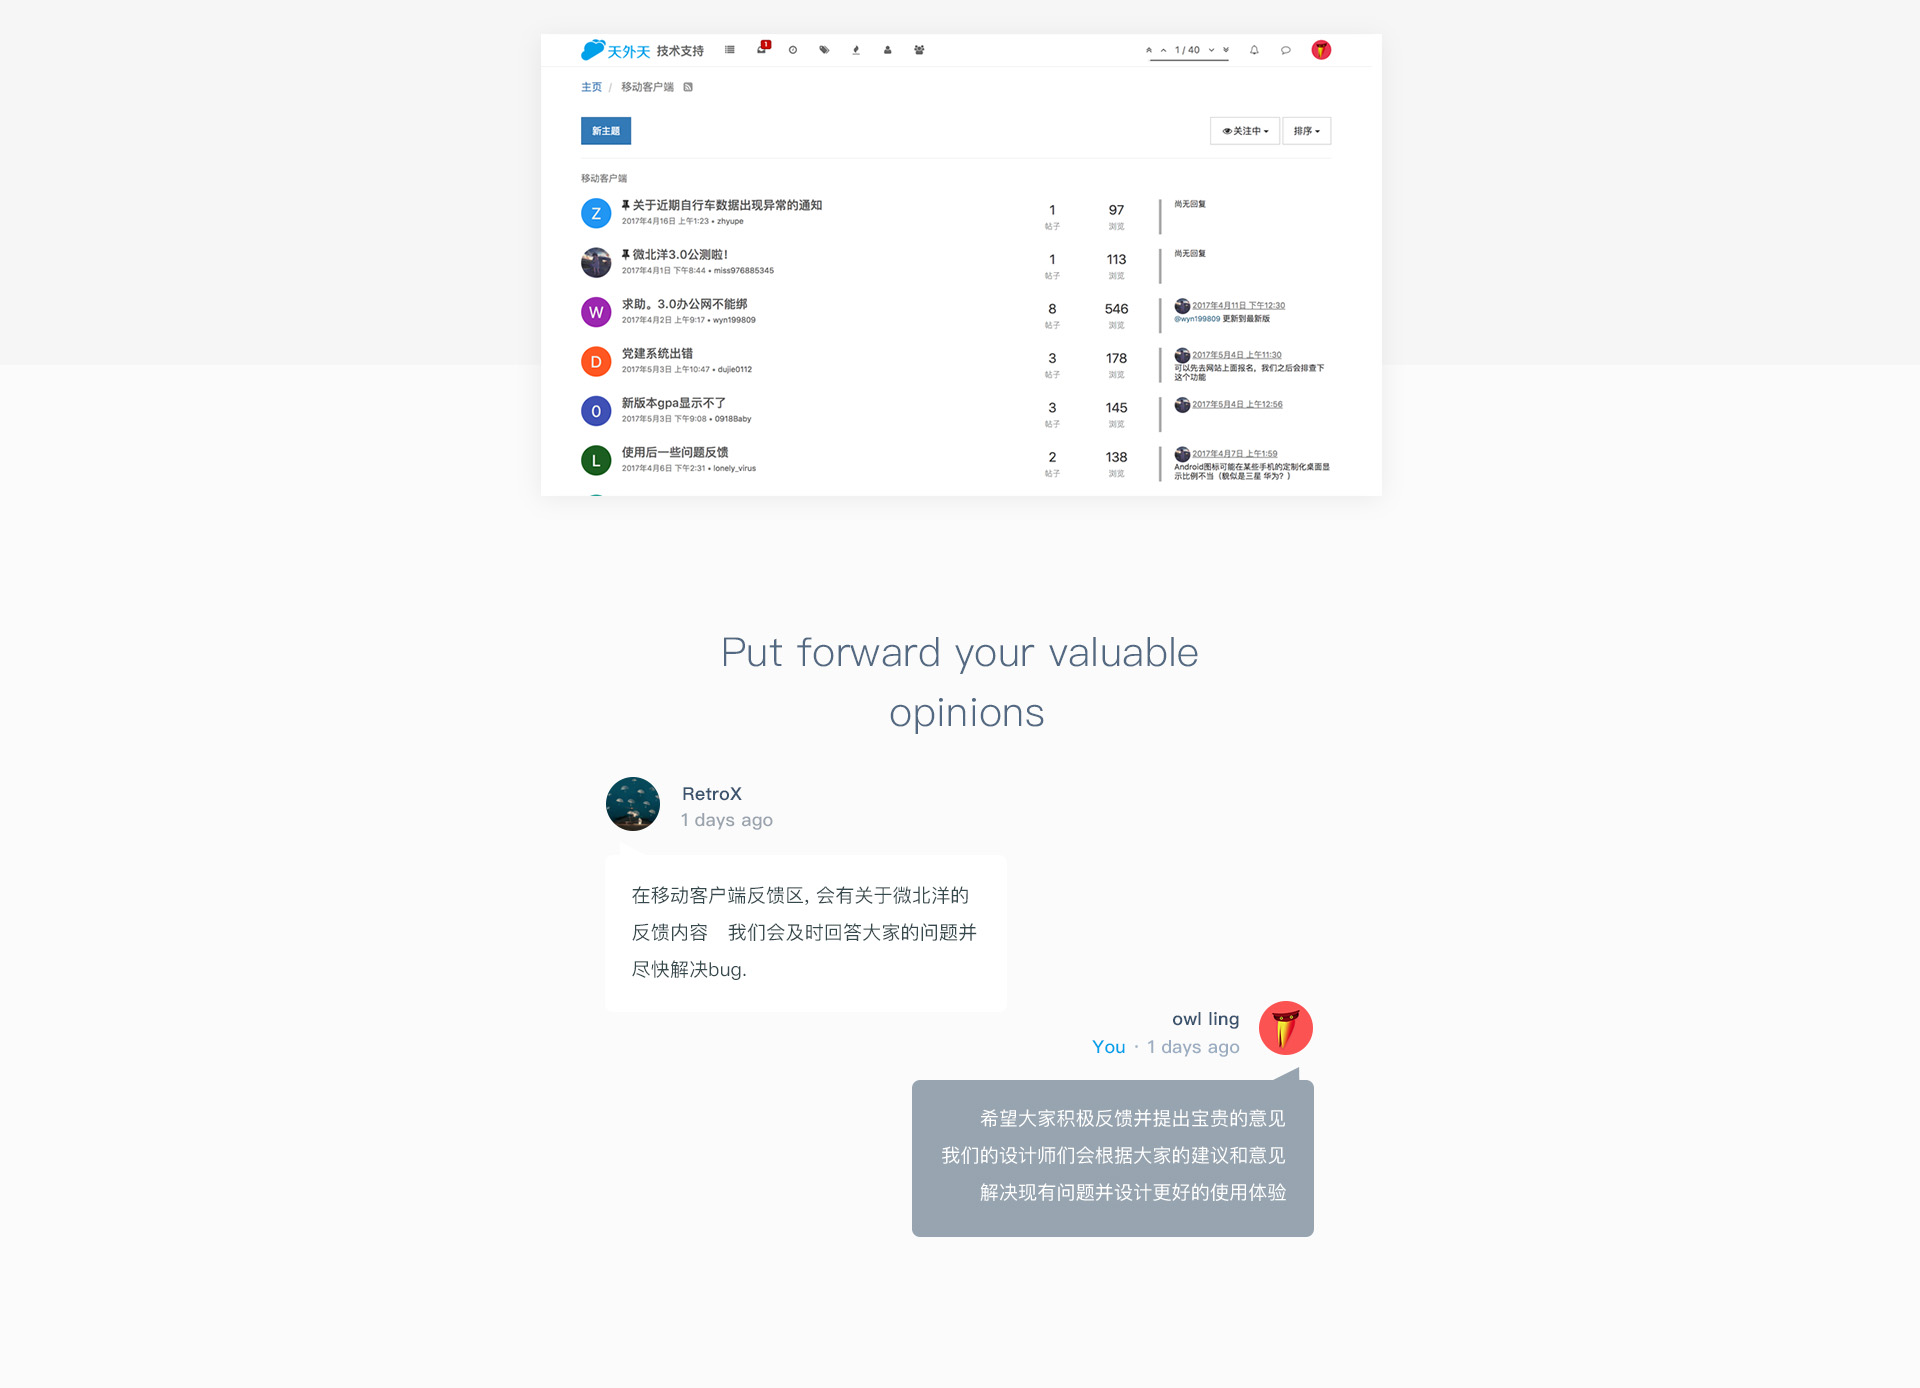 天外天 技术支持
1
1 / 40
主页 / 移动客户端
新主题
关注中
排序
移动客户端
Z
关于近期自行车数据出现异常的通知
2017年4月16日 上午1:23 • zhyupe
1
帖子
97
浏览
尚无回复
微北洋3.0公测啦！
2017年4月1日 下午8:44 • miss976885345
1
帖子
113
浏览
尚无回复
W
求助。3.0办公网不能绑
2017年4月2日 上午9:17 • wyn199809
8
帖子
546
浏览
2017年4月11日 下午12:30
@wyn199809 更新到最新版
D
党建系统出错
2017年5月3日 上午10:47 • dujie0112
3
帖子
178
浏览
2017年5月4日 上午11:30
可以先去网站上面报名，我们之后会排查下
这个功能
0
新版本gpa显示不了
2017年5月3日 下午9:08 • 09188aby
3
帖子
145
浏览
2017年5月4日 上午12:56
L
使用后一些问题反馈
2017年4月6日 下午2:31 • lonely_virus
2
帖子
138
浏览
2017年4月7日 上午1:59
Android图标可能在某些手机的定制化桌面显
示比例不当（貌似是三星 华为？）
Put forward your valuable
opinions
RetroX
1 days ago
在移动客户端反馈区, 会有关于微北洋的
反馈内容　我们会及时回答大家的问题并
尽快解决bug.
owl ling
You · 1 days ago
希望大家积极反馈并提出宝贵的意见
我们的设计师们会根据大家的建议和意见
解决现有问题并设计更好的使用体验